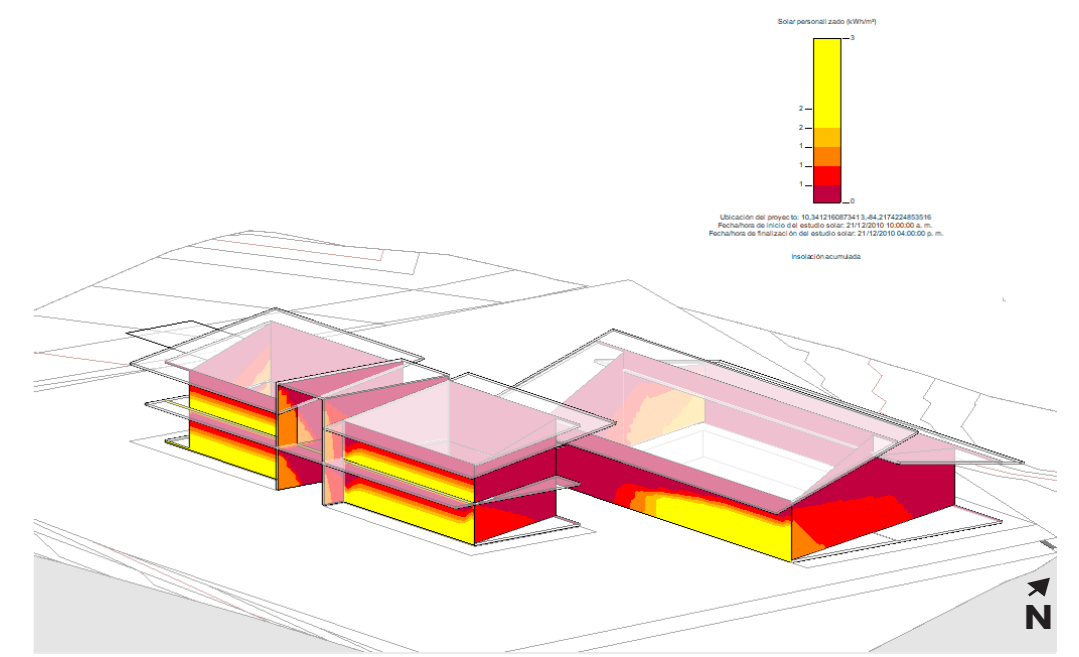 Solar personalizado (kWh/m²)
3
2
2
1
1
1
0
Ubicación del proyecto: 10,3412160873413,-84,2174224853516
Fecha/hora de inicio del estudio solar: 21/12/2010 10:00:00 a. m.
Fecha/hora de finalización del estudio solar: 21/12/2010 04:00:00 p. m.
Insolación acumulada
N